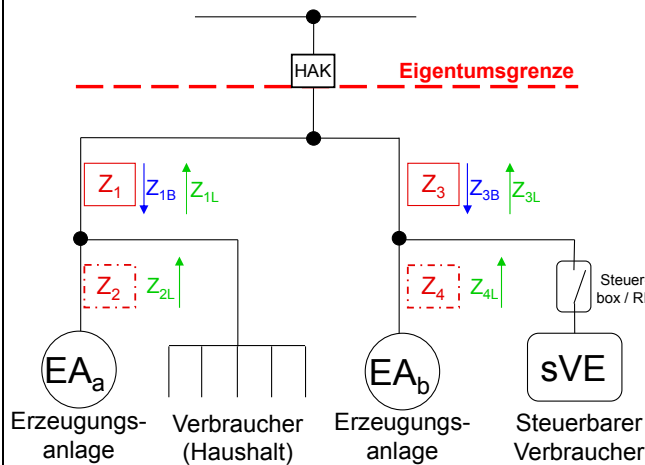 HAK
Eigentumsgrenze
Z1
Z1B
Z1L
Z3
Z3B
Z3L
Z2
Z2L
Z4
Z4L
Steuer
box /
EAa
EAb
sVE
Erzeugungs-
anlage
Verbraucher
(Haushalt)
Erzeugungs-
anlage
Steuerbarer
Verbraucher